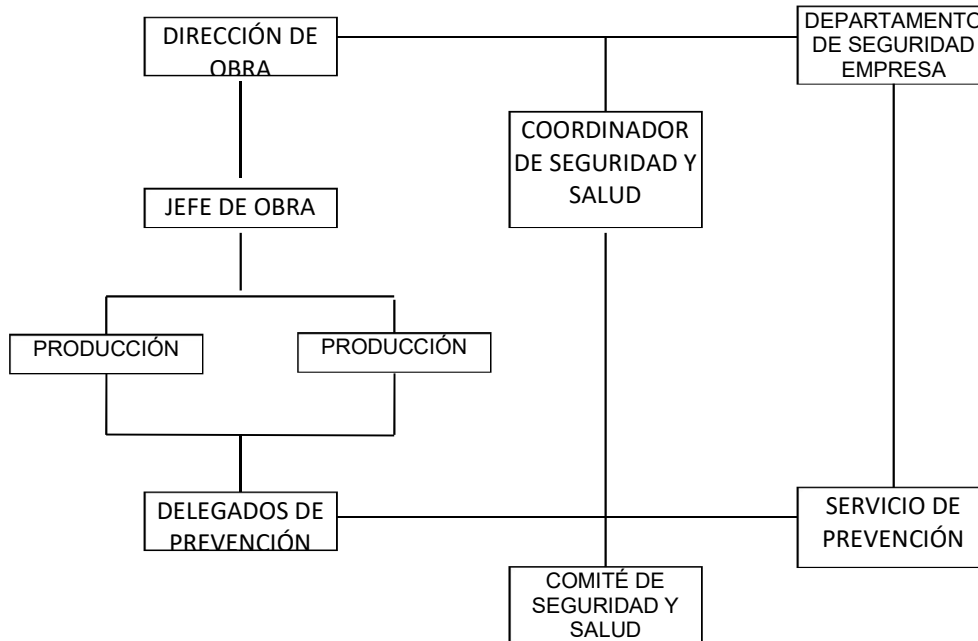 DIRECCIÓN DE
OBRA
DEPARTAMENTO
DE SEGURIDAD
EMPRESA
COORDINADOR
DE SEGURIDAD Y
SALUD
JEFE DE OBRA
PRODUCCIÓN
PRODUCCIÓN
DELEGADOS DE
PREVENCIÓN
SERVICIO DE
PREVENCIÓN
COMITÉ DE
SEGURIDAD Y
SALUD